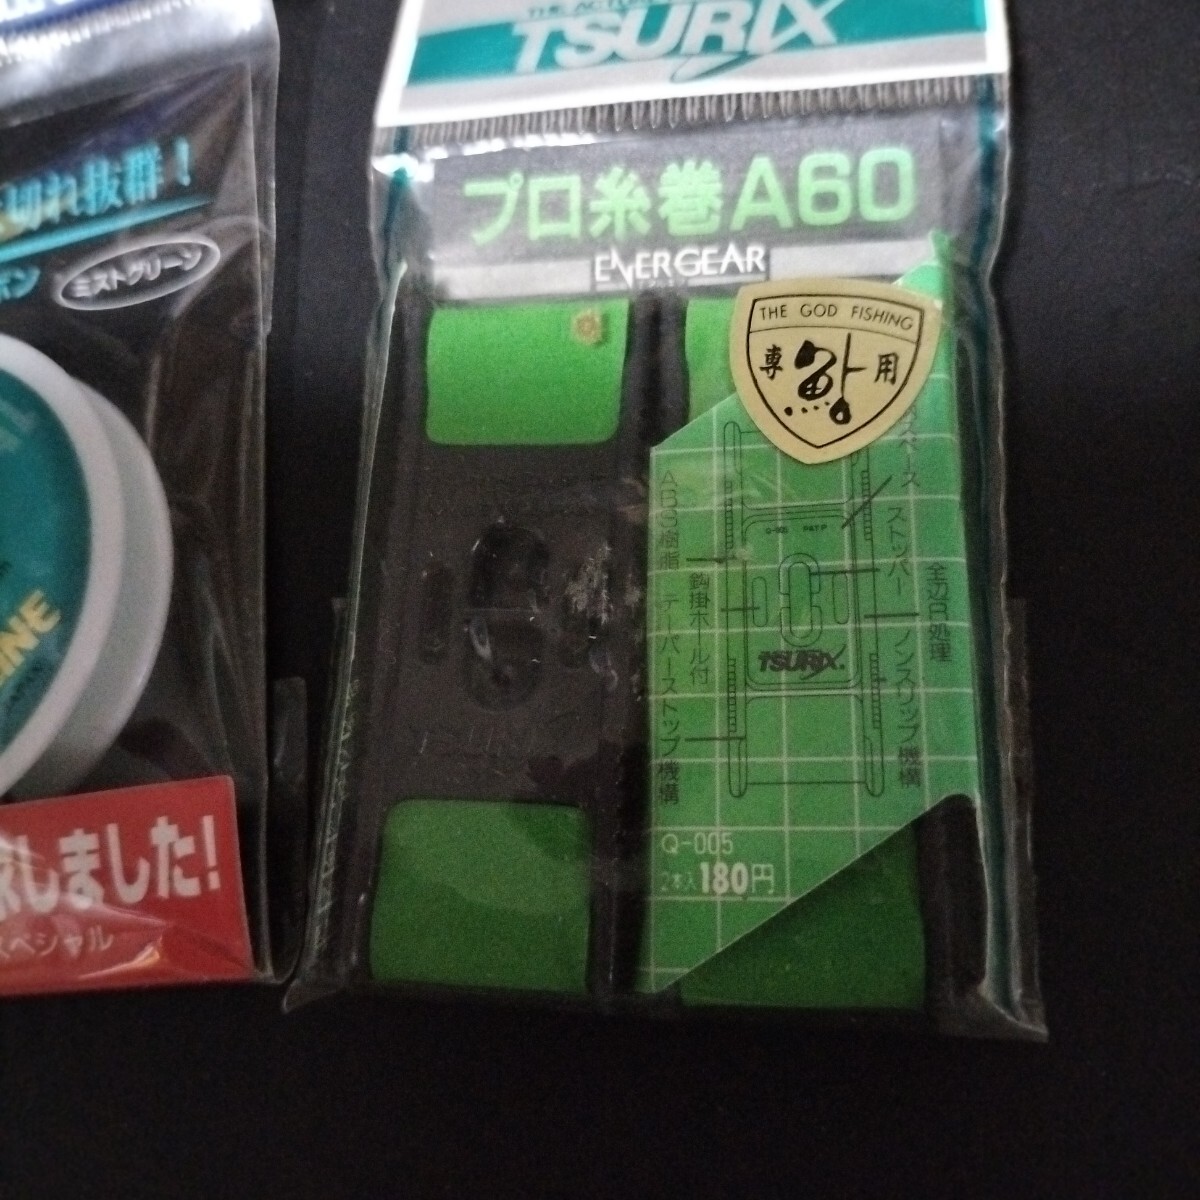 切れ抜群！
ボン
ミストグリーン
INE
しました!
スペシャル
TSURIX
プロ糸巻A60
EVERGEAR
THE GOD FISHING
専
用
ABS樹脂
鈎掛ホール付
テーパーストップ機構
ストッパー
ノンスリップ機構
全辺R処理
Q-005
TSURIX.
Q-005
2本入180円